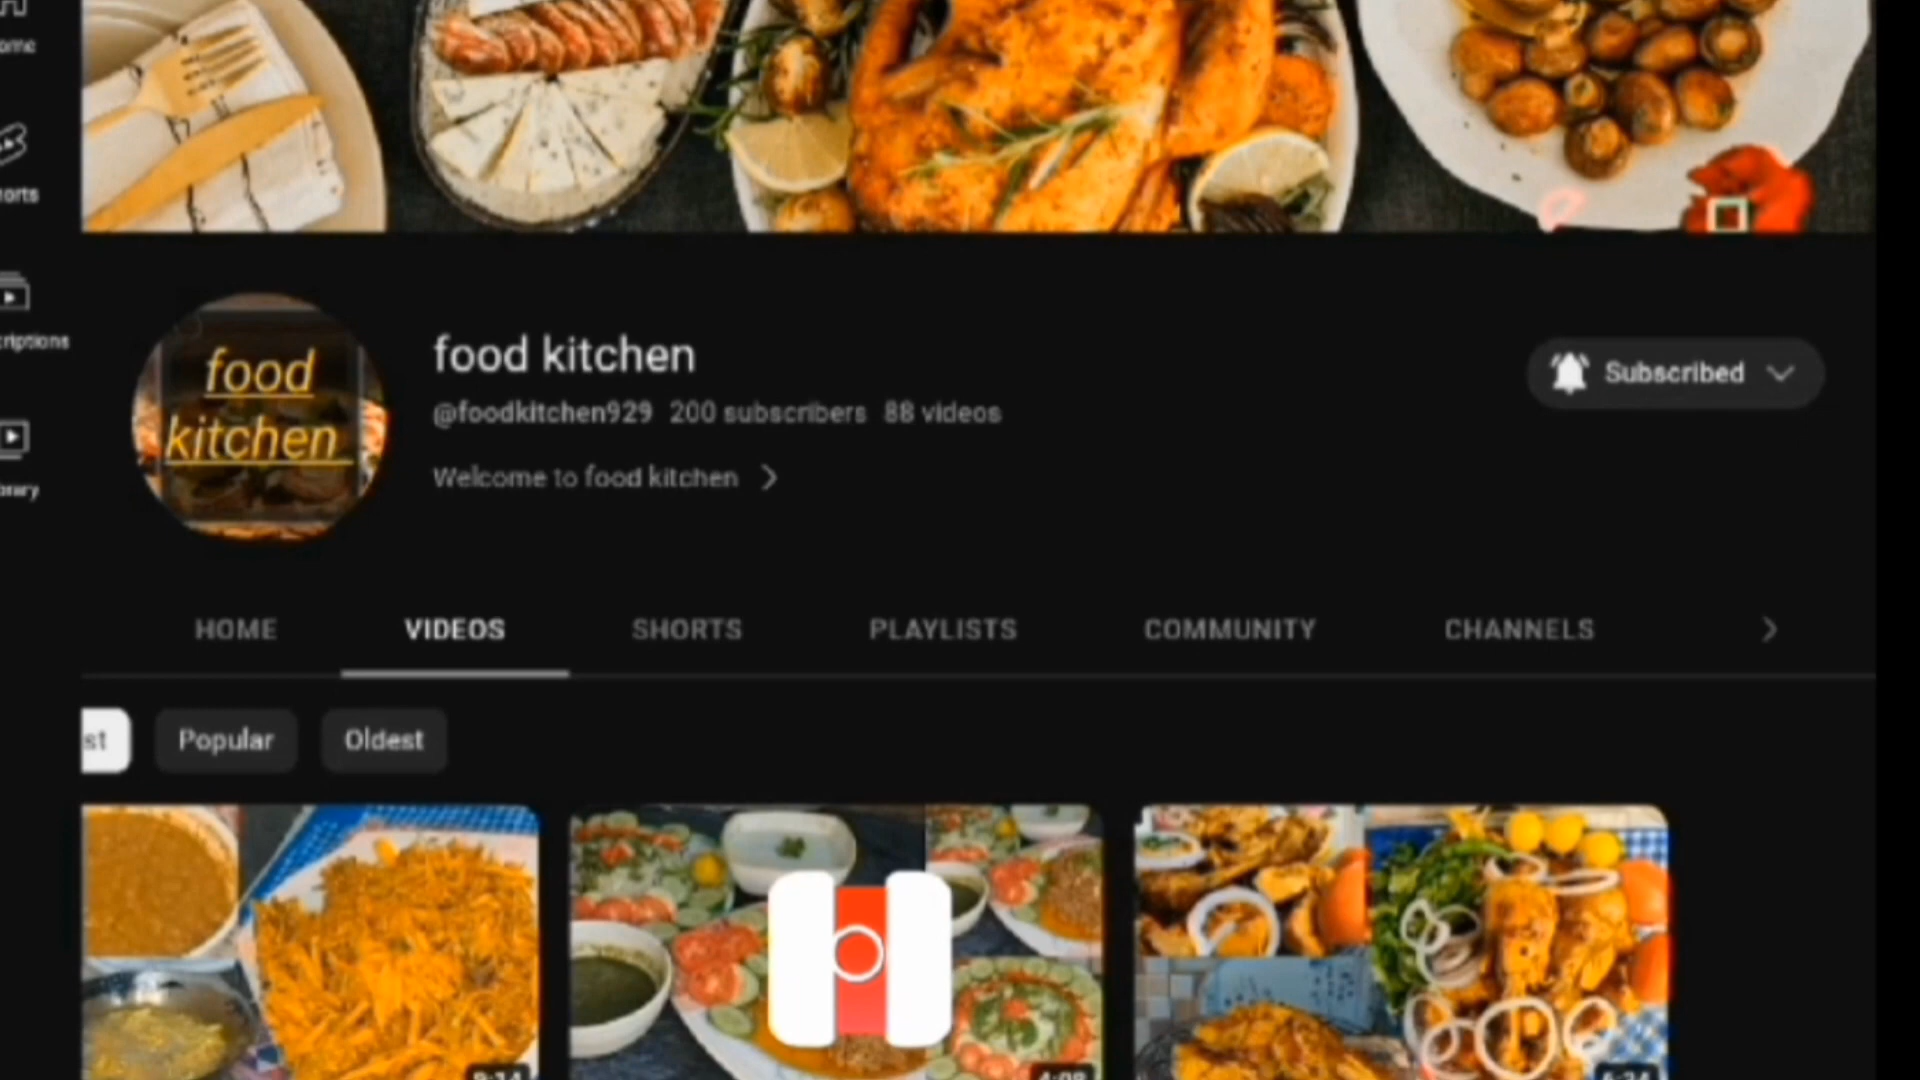 food
kitchen
food kitchen
@foodkitchen929 200 subscribers 88 videos
Welcome to food kitchen
Subscribed
HOME VIDEOS SHORTS PLAYLISTS COMMUNITY CHANNELS
st Popular Oldest